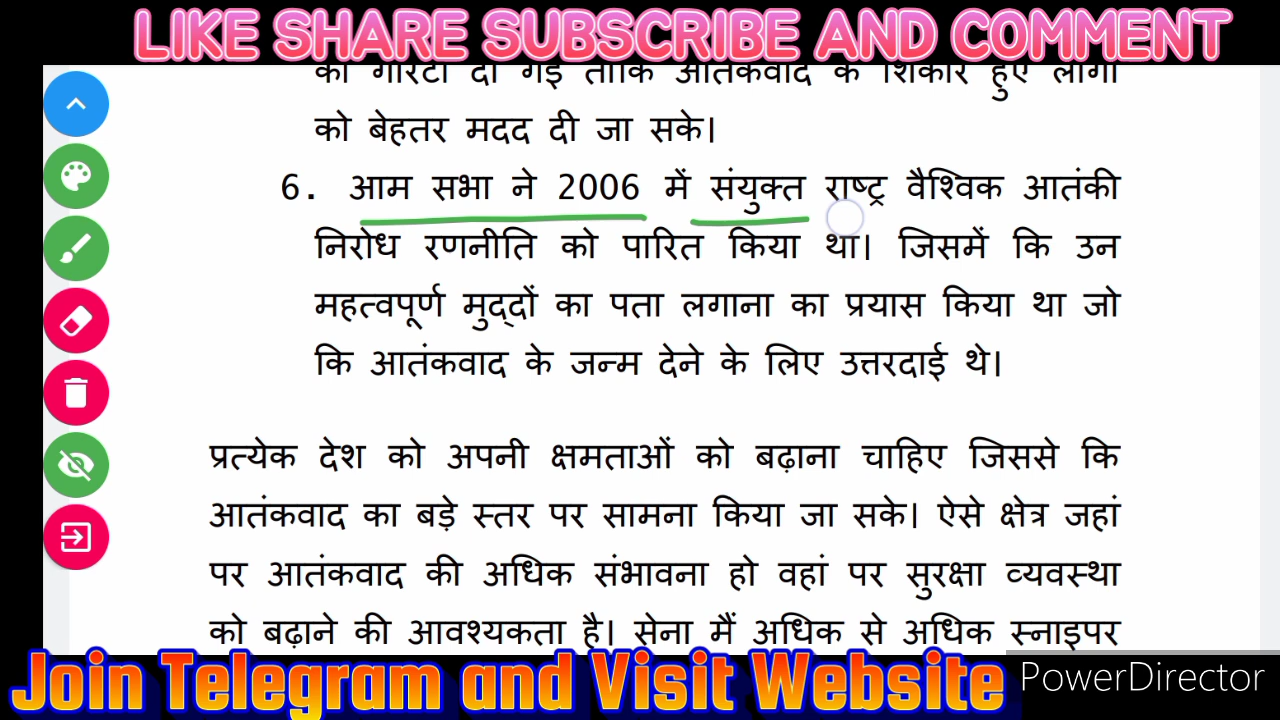 LIKE SHARE SUBSCRIBE AND COMMENT
की गारंटी दी गई ताकि आतंकवाद के शिकार हुए लोगों
को बेहतर मदद दी जा सके।
6. आम सभा ने 2006 में संयुक्त राष्ट्र वैश्विक आतंकी
निरोध रणनीति को पारित किया था। जिसमें कि उन
महत्वपूर्ण मुद्दों का पता लगाना का प्रयास किया था जो
कि आतंकवाद के जन्म देने के लिए उत्तरदाई थे।
प्रत्येक देश को अपनी क्षमताओं को बढ़ाना चाहिए जिससे कि
आतंकवाद का बड़े स्तर पर सामना किया जा सके। ऐसे क्षेत्र जहां
पर आतंकवाद की अधिक संभावना हो वहां पर सुरक्षा व्यवस्था
को बढ़ाने की आवश्यकता है। सेना मैं अधिक से अधिक स्नाइपर
Join Telegram and Visit Website
PowerDirector